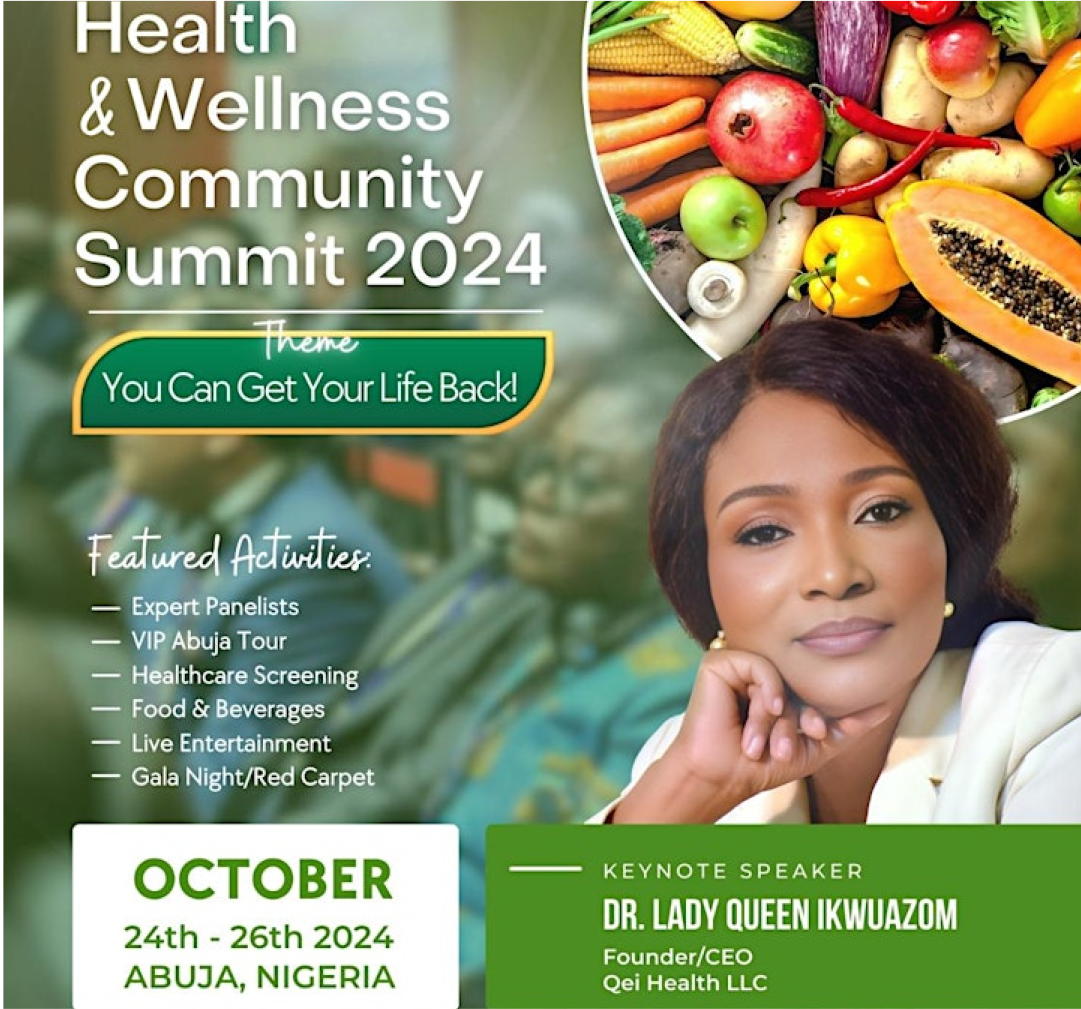 Health
& Wellness
Community
Summit 2024
Theme
You Can Get Your Life Back!
Featured Activities:
— Expert Panelists
— VIP Abuja Tour
— Healthcare Screening
— Food & Beverages
— Live Entertainment
— Gala Night/Red Carpet
OCTOBER
24th - 26th 2024
ABUJA, NIGERIA
KEYNOTE SPEAKER
DR. LADY QUEEN IKWUAZOM
Founder/CEO
Qei Health LLC